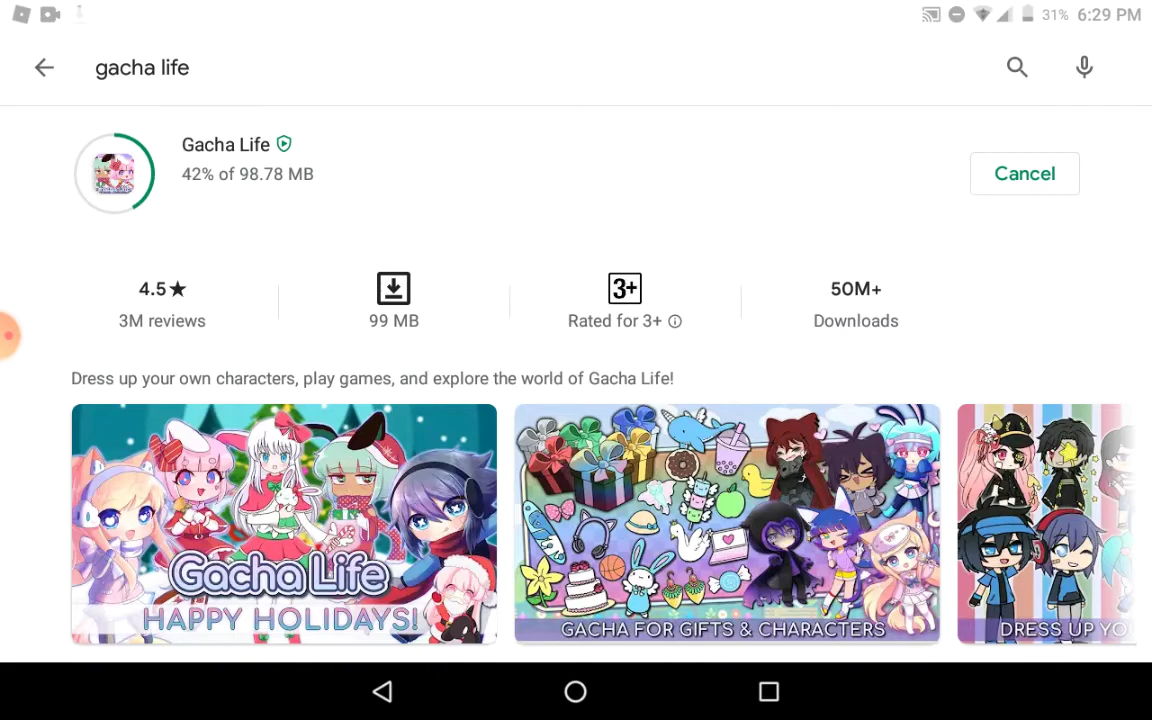 31% 6:29 PM
gacha life
Gacha Life
42% of 98.78 MB
Cancel
4.5★
3M reviews
99 MB
3+
Rated for 3+
50M+
Downloads
Dress up your own characters, play games, and explore the world of Gacha Life!
Gacha Life
HAPPY HOLIDAYS!
GACHA FOR GIFTS & CHARACTERS
DRESS UP YO